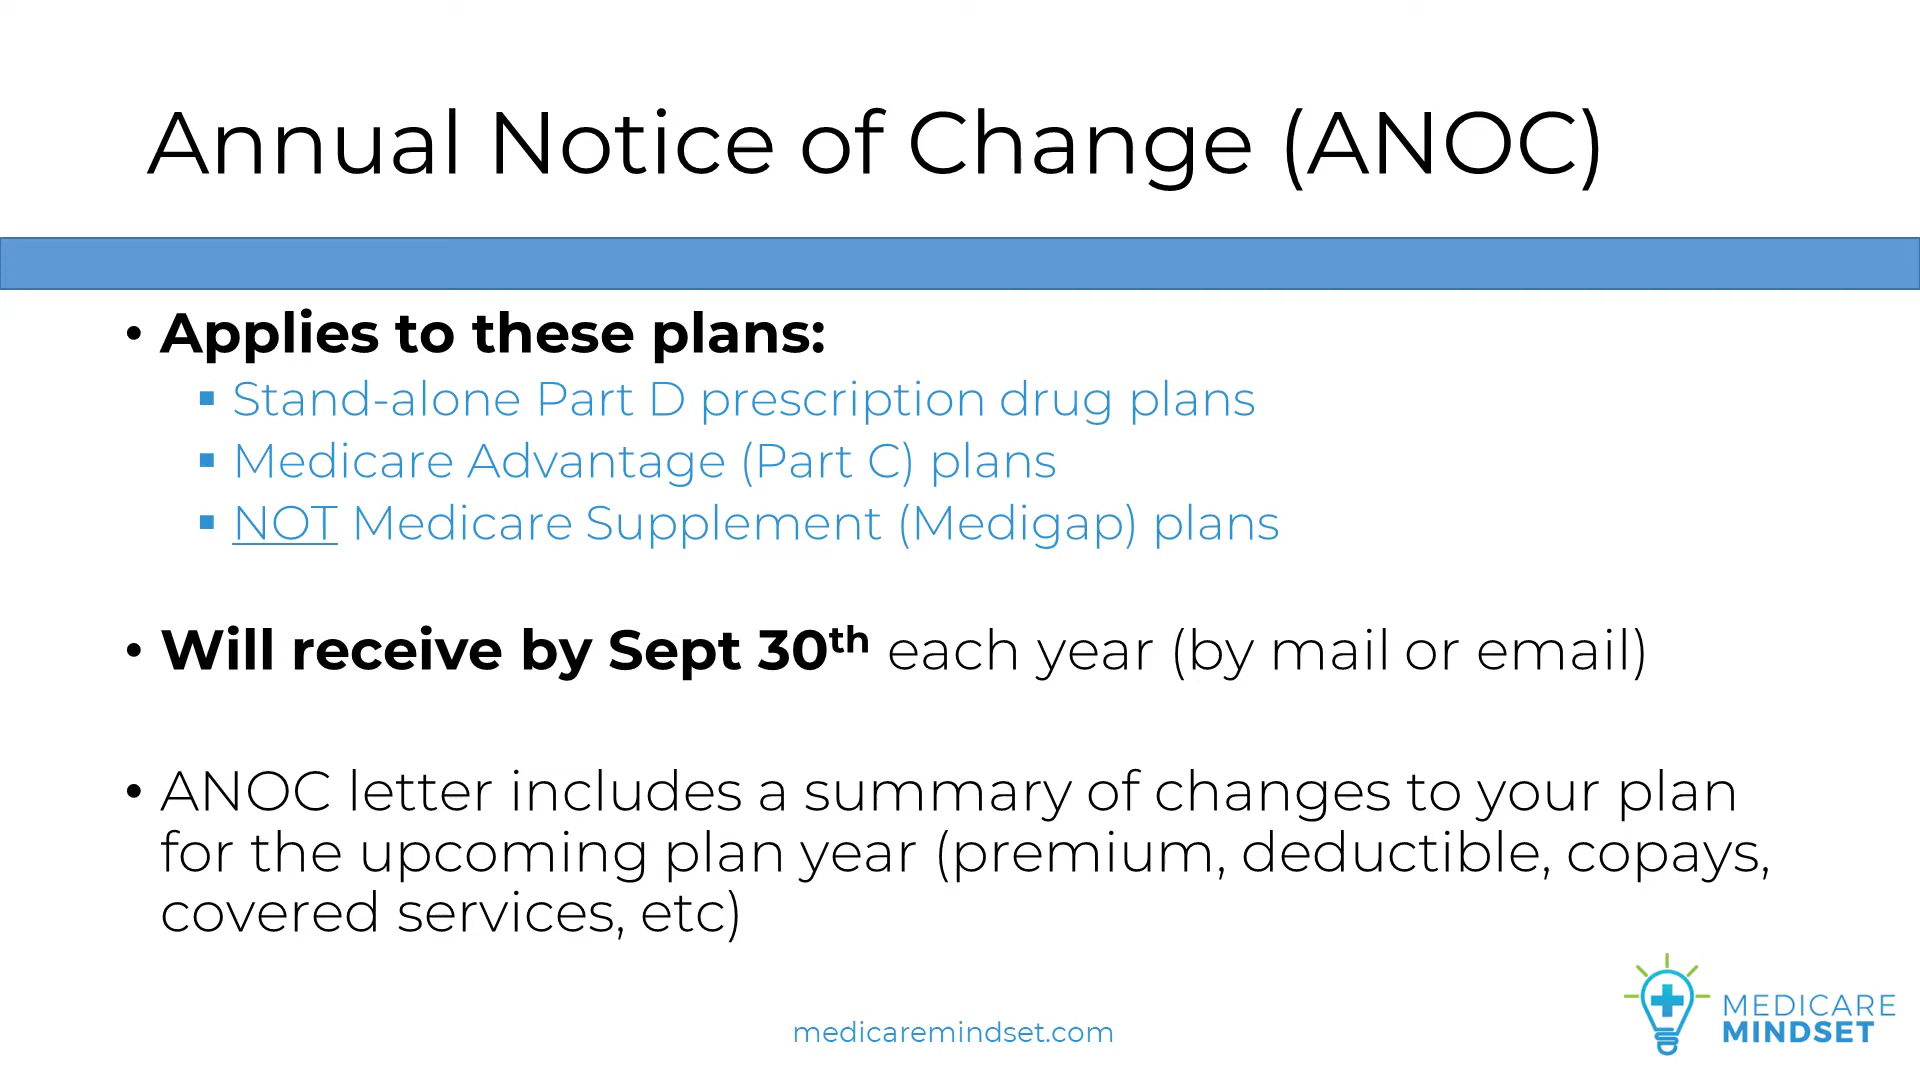 Annual Notice of Change (ANOC)
• Applies to these plans:
▪ Stand-alone Part D prescription drug plans
▪ Medicare Advantage (Part C) plans
▪ NOT Medicare Supplement (Medigap) plans
• Will receive by Sept 30th each year (by mail or email)
• ANOC letter includes a summary of changes to your plan
for the upcoming plan year (premium, deductible, copays,
covered services, etc)
medicaremindset.com
MEDICARE
MINDSET